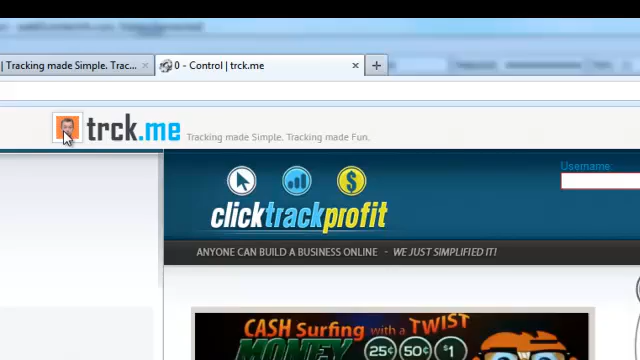 | Tracking made Simple. Trac...
0 - Control | trck.me
trck.me
Tracking made Simple. Tracking made Fun.
Username
clicktrackprofit
ANYONE CAN BUILD A BUSINESS ONLINE - WE JUST SIMPLIFIED IT!
CASH Surfing with a TWIST
MONEY
25¢ 50¢ $1